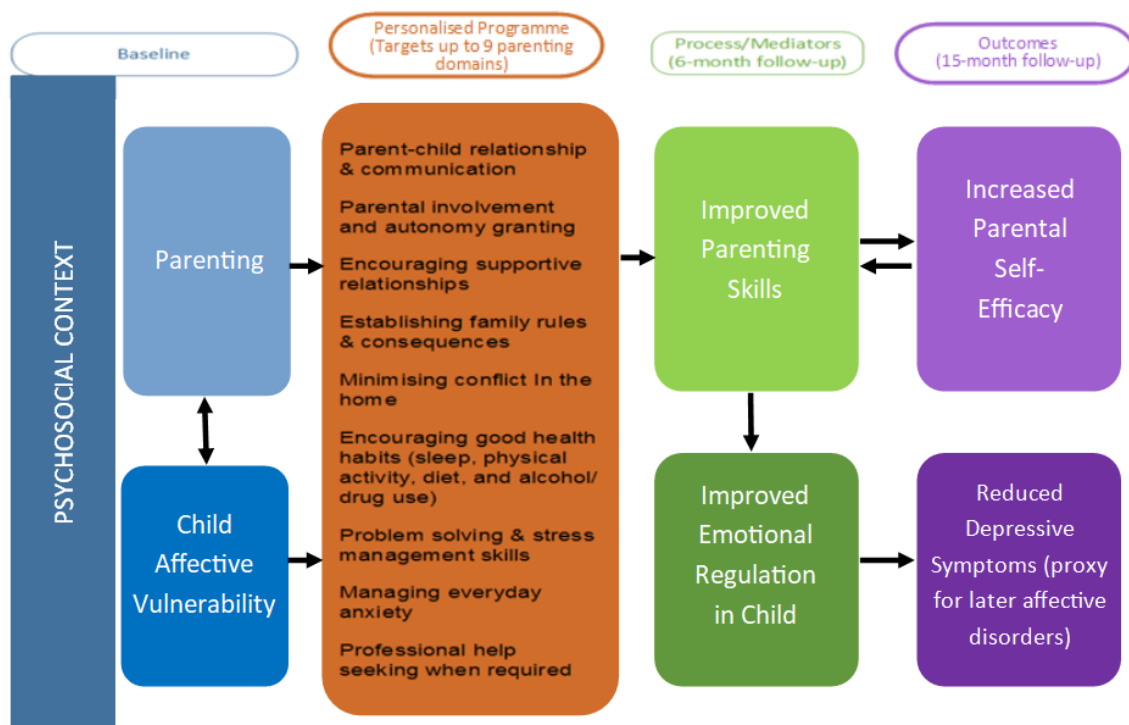 Baseline
Personalised Programme
(Targets up to 9 parenting
domains)
Process/Mediators
(6-month follow-up)
Outcomes
(15-month follow-up)
PSYCHOSOCIAL CONTEXT
Parenting
Child
Affective
Vulnerability
Parent-child relationship
& communication
Parental involvement
and autonomy granting
Encouraging supportive
relationships
Establishing family rules
& consequences
Minimising conflict In the
home
Encouraging good health
habits (sleep, physical
activity, diet, and alcohol/
drug use)
Problem solving & stress
management skills
Managing everyday
anxiety
Professional help
seeking when required
Improved
Parenting
Skills
Improved
Emotional
Regulation
in Child
Increased
Parental
Self-
Efficacy
Reduced
Depressive
Symptoms (proxy
for later affective
disorders)